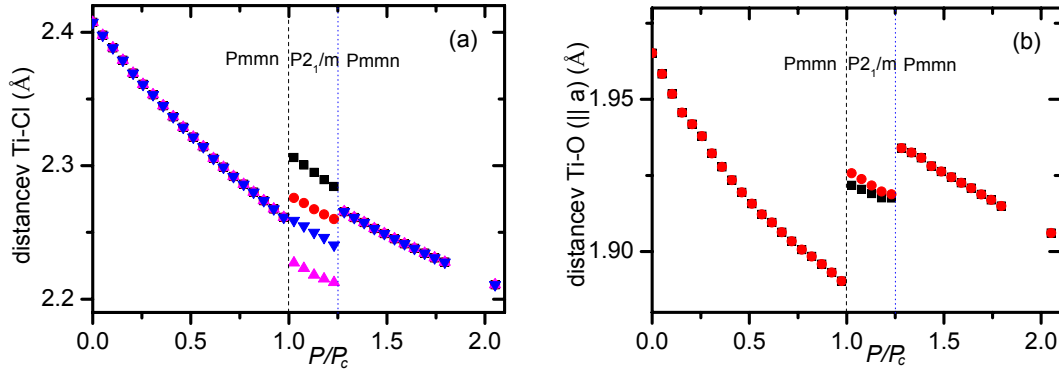 (a)
Pmmn P2₁/m Pmmn
distancev Ti-Cl (Å)
2.4
2.3
2.2
0.0 0.5 1.0 1.5 2.0
P/Pc
(b)
Pmmn P2₁/m Pmmn
distancev Ti-O (|| a) (Å)
1.95
1.90
0.0 0.5 1.0 1.5 2.0
P/Pc